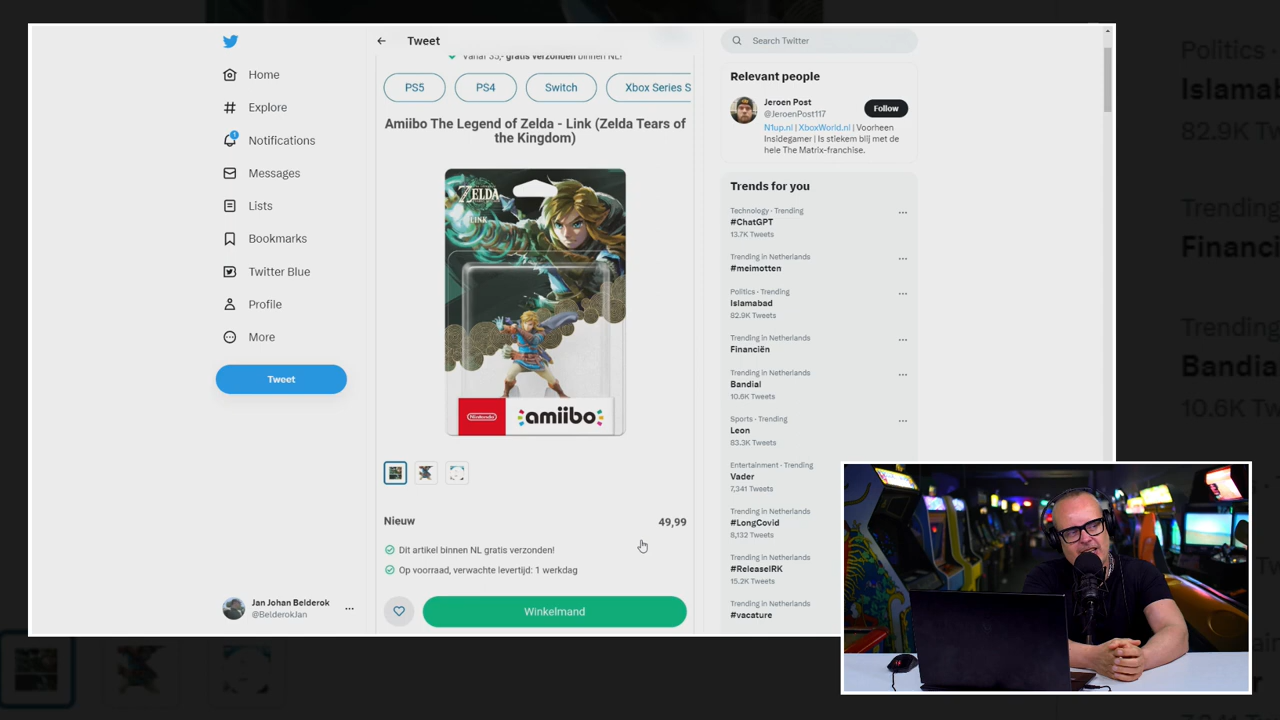 Home
Explore
1
Notifications
Messages
Lists
Bookmarks
Twitter Blue
Profile
More
Tweet
Jan Johan Belderok
@BelderokJan
Tweet
Vanaf 35,- gratis verzonden binnen NL!
PS5
PS4
Switch
Xbox Series S
Amiibo The Legend of Zelda - Link (Zelda Tears of
the Kingdom)
ZELDA
LINK
Nintendo
amiibo
Nieuw
49,99
Dit artikel binnen NL gratis verzonden!
Op voorraad, verwachte levertijd: 1 werkdag
Winkelmand
Search Twitter
Relevant people
Jeroen Post
@JeroenPost117
Follow
N1up.nl | XboxWorld.nl | Voorheen
Insidegamer | Is stiekem blij met de
hele The Matrix-franchise.
Trends for you
Technology · Trending
#ChatGPT
13.7K Tweets
Trending in Netherlands
#meimotten
Politics · Trending
Islamabad
82.9K Tweets
Trending in Netherlands
Financiën
Trending in Netherlands
Bandial
10.6K Tweets
Sports · Trending
Leon
83.3K Tweets
Entertainment · Trending
Vader
7,341 Tweets
Trending in Netherlands
#LongCovid
8,132 Tweets
Trending in Netherlands
#ReleaseIRK
15.2K Tweets
Trending in Netherlands
#vacature
Politics ·
Islamab
82.9K Tw
Trending
Financi
Trending
Bandia
10.6K Tw